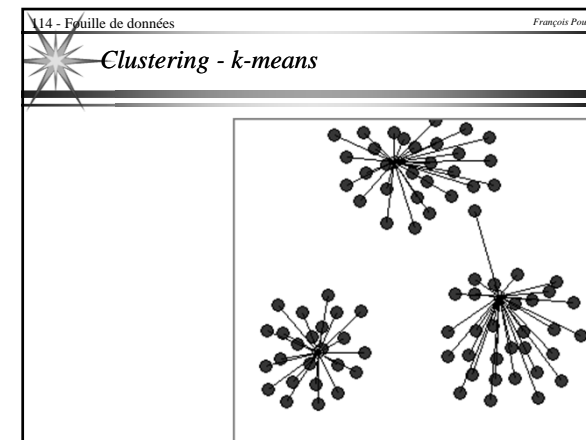 114 - Fouille de données
François Pou
Clustering - k-means